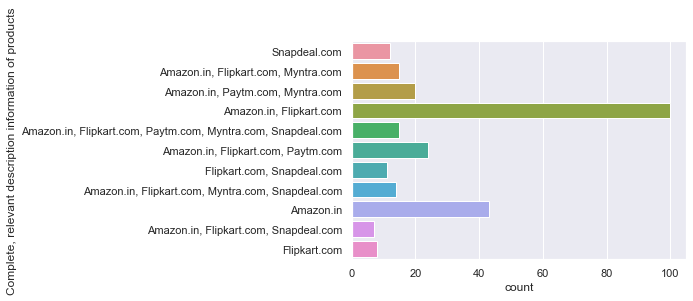 Complete, relevant description information of products
Snapdeal.com
Amazon.in, Flipkart.com, Myntra.com
Amazon.in, Paytm.com, Myntra.com
Amazon.in, Flipkart.com
Amazon.in, Flipkart.com, Paytm.com, Myntra.com, Snapdeal.com
Amazon.in, Flipkart.com, Paytm.com
Flipkart.com, Snapdeal.com
Amazon.in, Flipkart.com, Myntra.com, Snapdeal.com
Amazon.in
Amazon.in, Flipkart.com, Snapdeal.com
Flipkart.com
0 20 40 60 80 100
count